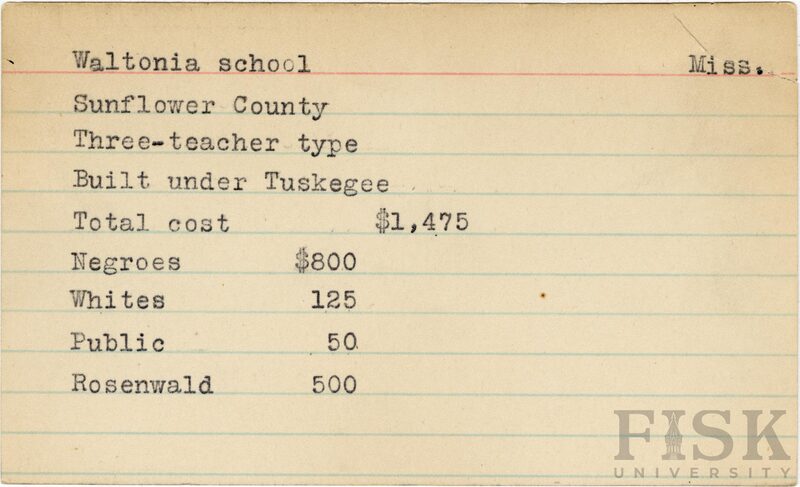 Waltonia school Miss.
Sunflower County
Three-teacher type
Built under Tuskegee
Total cost $1,475
Negroes $800
Whites 125
Public 50
Rosenwald 500
FISK
UNIVERSITY